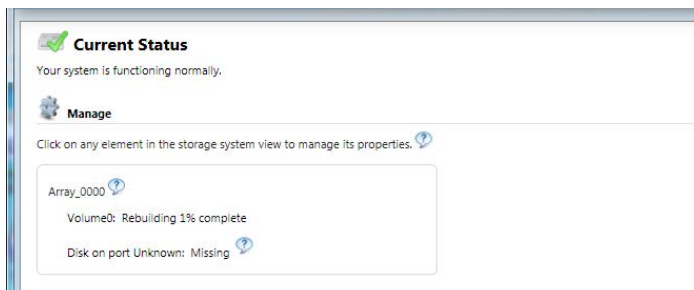 Current Status
Your system is functioning normally.
Manage
Click on any element in the storage system view to manage its properties.
Array_0000
Volume0: Rebuilding 1% complete
Disk on port Unknown: Missing